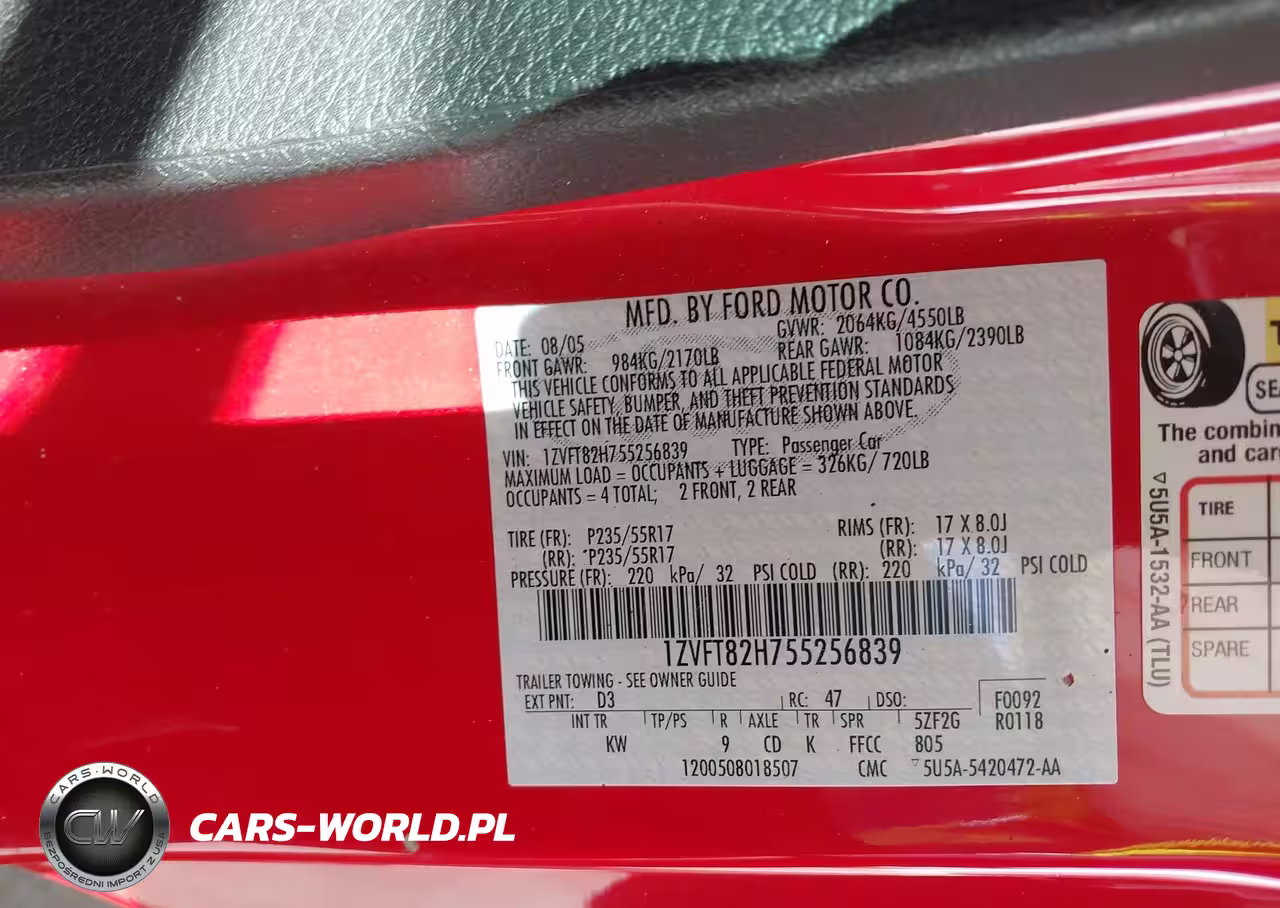 MFD. BY FORD MOTOR CO.
DATE: 08/05 GVWR: 2064KG/4550LB
FRONT GAWR: 984KG/2170LB REAR GAWR: 1084KG/2390LB
THIS VEHICLE CONFORMS TO ALL APPLICABLE FEDERAL MOTOR
VEHICLE SAFETY, BUMPER, AND THEFT PREVENTION STANDARDS
IN EFFECT ON THE DATE OF MANUFACTURE SHOWN ABOVE.
VIN: 1ZVFT82H755256839 TYPE: Passenger Car
MAXIMUM LOAD = OCCUPANTS + LUGGAGE = 326KG/ 720LB
OCCUPANTS = 4 TOTAL; 2 FRONT, 2 REAR
TIRE (FR): P235/55R17 RIMS (FR): 17 X 8.0J
(RR): P235/55R17 (RR): 17 X 8.0J
PRESSURE (FR): 220 kPa/ 32 PSI COLD (RR): 220 kPa/ 32 PSI COLD
1ZVFT82H755256839
TRAILER TOWING - SEE OWNER GUIDE
EXT PNT: D3 RC: 47 DSO: F0092
INT TR TP/PS R AXLE TR SPR 5ZF2G R0118
KW 9 CD K FFCC 805
1200508018507 CMC ▽5U5A-5420472-AA
SEA
The combin
and car
TIRE
FRONT
REAR
SPARE
▽5U5A-1532-AA (TLU)
CARS-WORLD
CW
BEZPOŚREDNI IMPORT Z USA
CARS-WORLD.PL